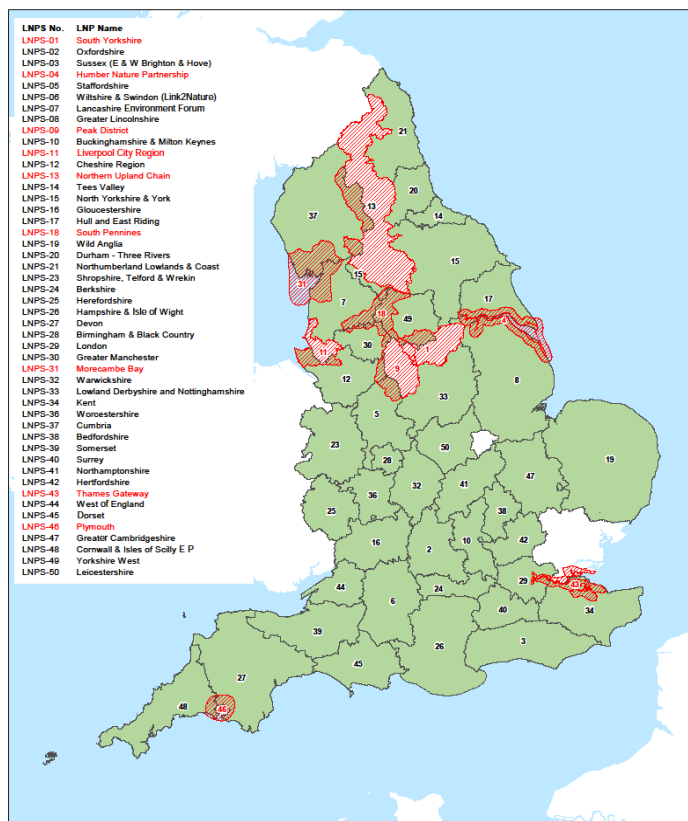 LNPS No. LNP Name
LNPS-01 South Yorkshire
LNPS-02 Oxfordshire
LNPS-03 Sussex (E & W Brighton & Hove)
LNPS-04 Humber Nature Partnership
LNPS-05 Staffordshire
LNPS-06 Wiltshire & Swindon (Link2Nature)
LNPS-07 Lancashire Environment Forum
LNPS-08 Greater Lincolnshire
LNPS-09 Peak District
LNPS-10 Buckinghamshire & Milton Keynes
LNPS-11 Liverpool City Region
LNPS-12 Cheshire Region
LNPS-13 Northern Upland Chain
LNPS-14 Tees Valley
LNPS-15 North Yorkshire & York
LNPS-16 Gloucestershire
LNPS-17 Hull and East Riding
LNPS-18 South Pennines
LNPS-19 Wild Anglia
LNPS-20 Durham - Three Rivers
LNPS-21 Northumberland Lowlands & Coast
LNPS-23 Shropshire, Telford & Wrekin
LNPS-24 Berkshire
LNPS-25 Herefordshire
LNPS-26 Hampshire & Isle of Wight
LNPS-27 Devon
LNPS-28 Birmingham & Black Country
LNPS-29 London
LNPS-30 Greater Manchester
LNPS-31 Morecambe Bay
LNPS-32 Warwickshire
LNPS-33 Lowland Derbyshire and Nottinghamshire
LNPS-34 Kent
LNPS-36 Worcestershire
LNPS-37 Cumbria
LNPS-38 Bedfordshire
LNPS-39 Somerset
LNPS-40 Surrey
LNPS-41 Northamptonshire
LNPS-42 Hertfordshire
LNPS-43 Thames Gateway
LNPS-44 West of England
LNPS-45 Dorset
LNPS-46 Plymouth
LNPS-47 Greater Cambridgeshire
LNPS-48 Cornwall & Isles of Scilly E P
LNPS-49 Yorkshire West
LNPS-50 Leicestershire
21
20
13
37
14
15
31
15
17
7
18
49
4
30
1
11
9
12
33
8
5
23
50
19
28
32
41
47
36
25
38
16
2
10
42
44
24
29
43
6
40
34
39
3
26
45
27
48
46